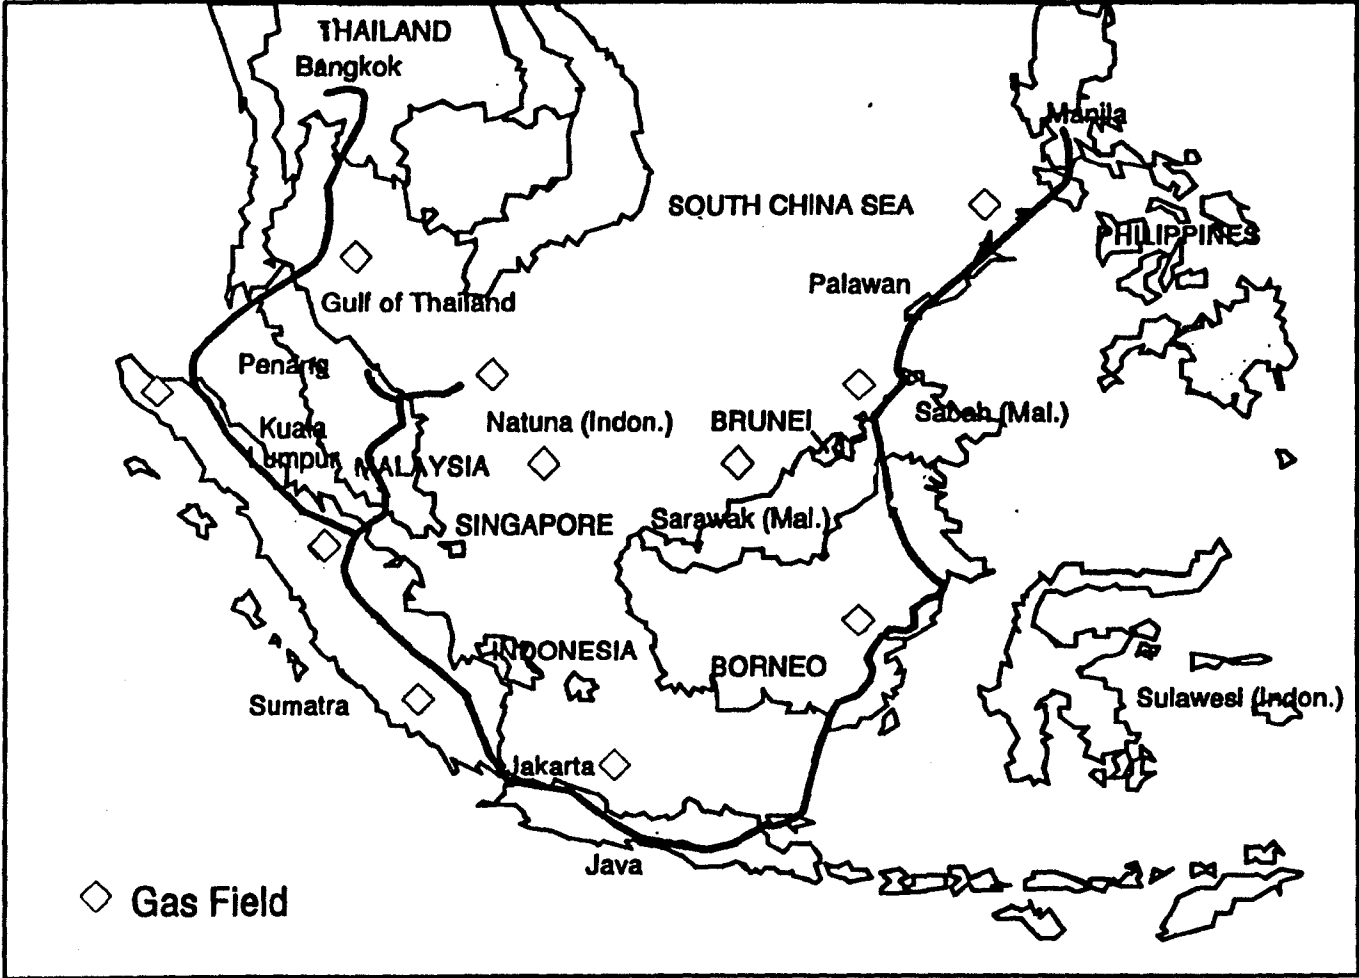 THAILAND
Bangkok
Manila
SOUTH CHINA SEA
PHILIPPINES
Palawan
Gulf of Thailand
Penang
Natuna (Indon.)
BRUNEI
Sabah (Mal.)
Kuala
Lumpur
MALAYSIA
SINGAPORE
Sarawak (Mal.)
INDONESIA
BORNEO
Sulawesi (Indon.)
Sumatra
Jakarta
Java
Gas Field